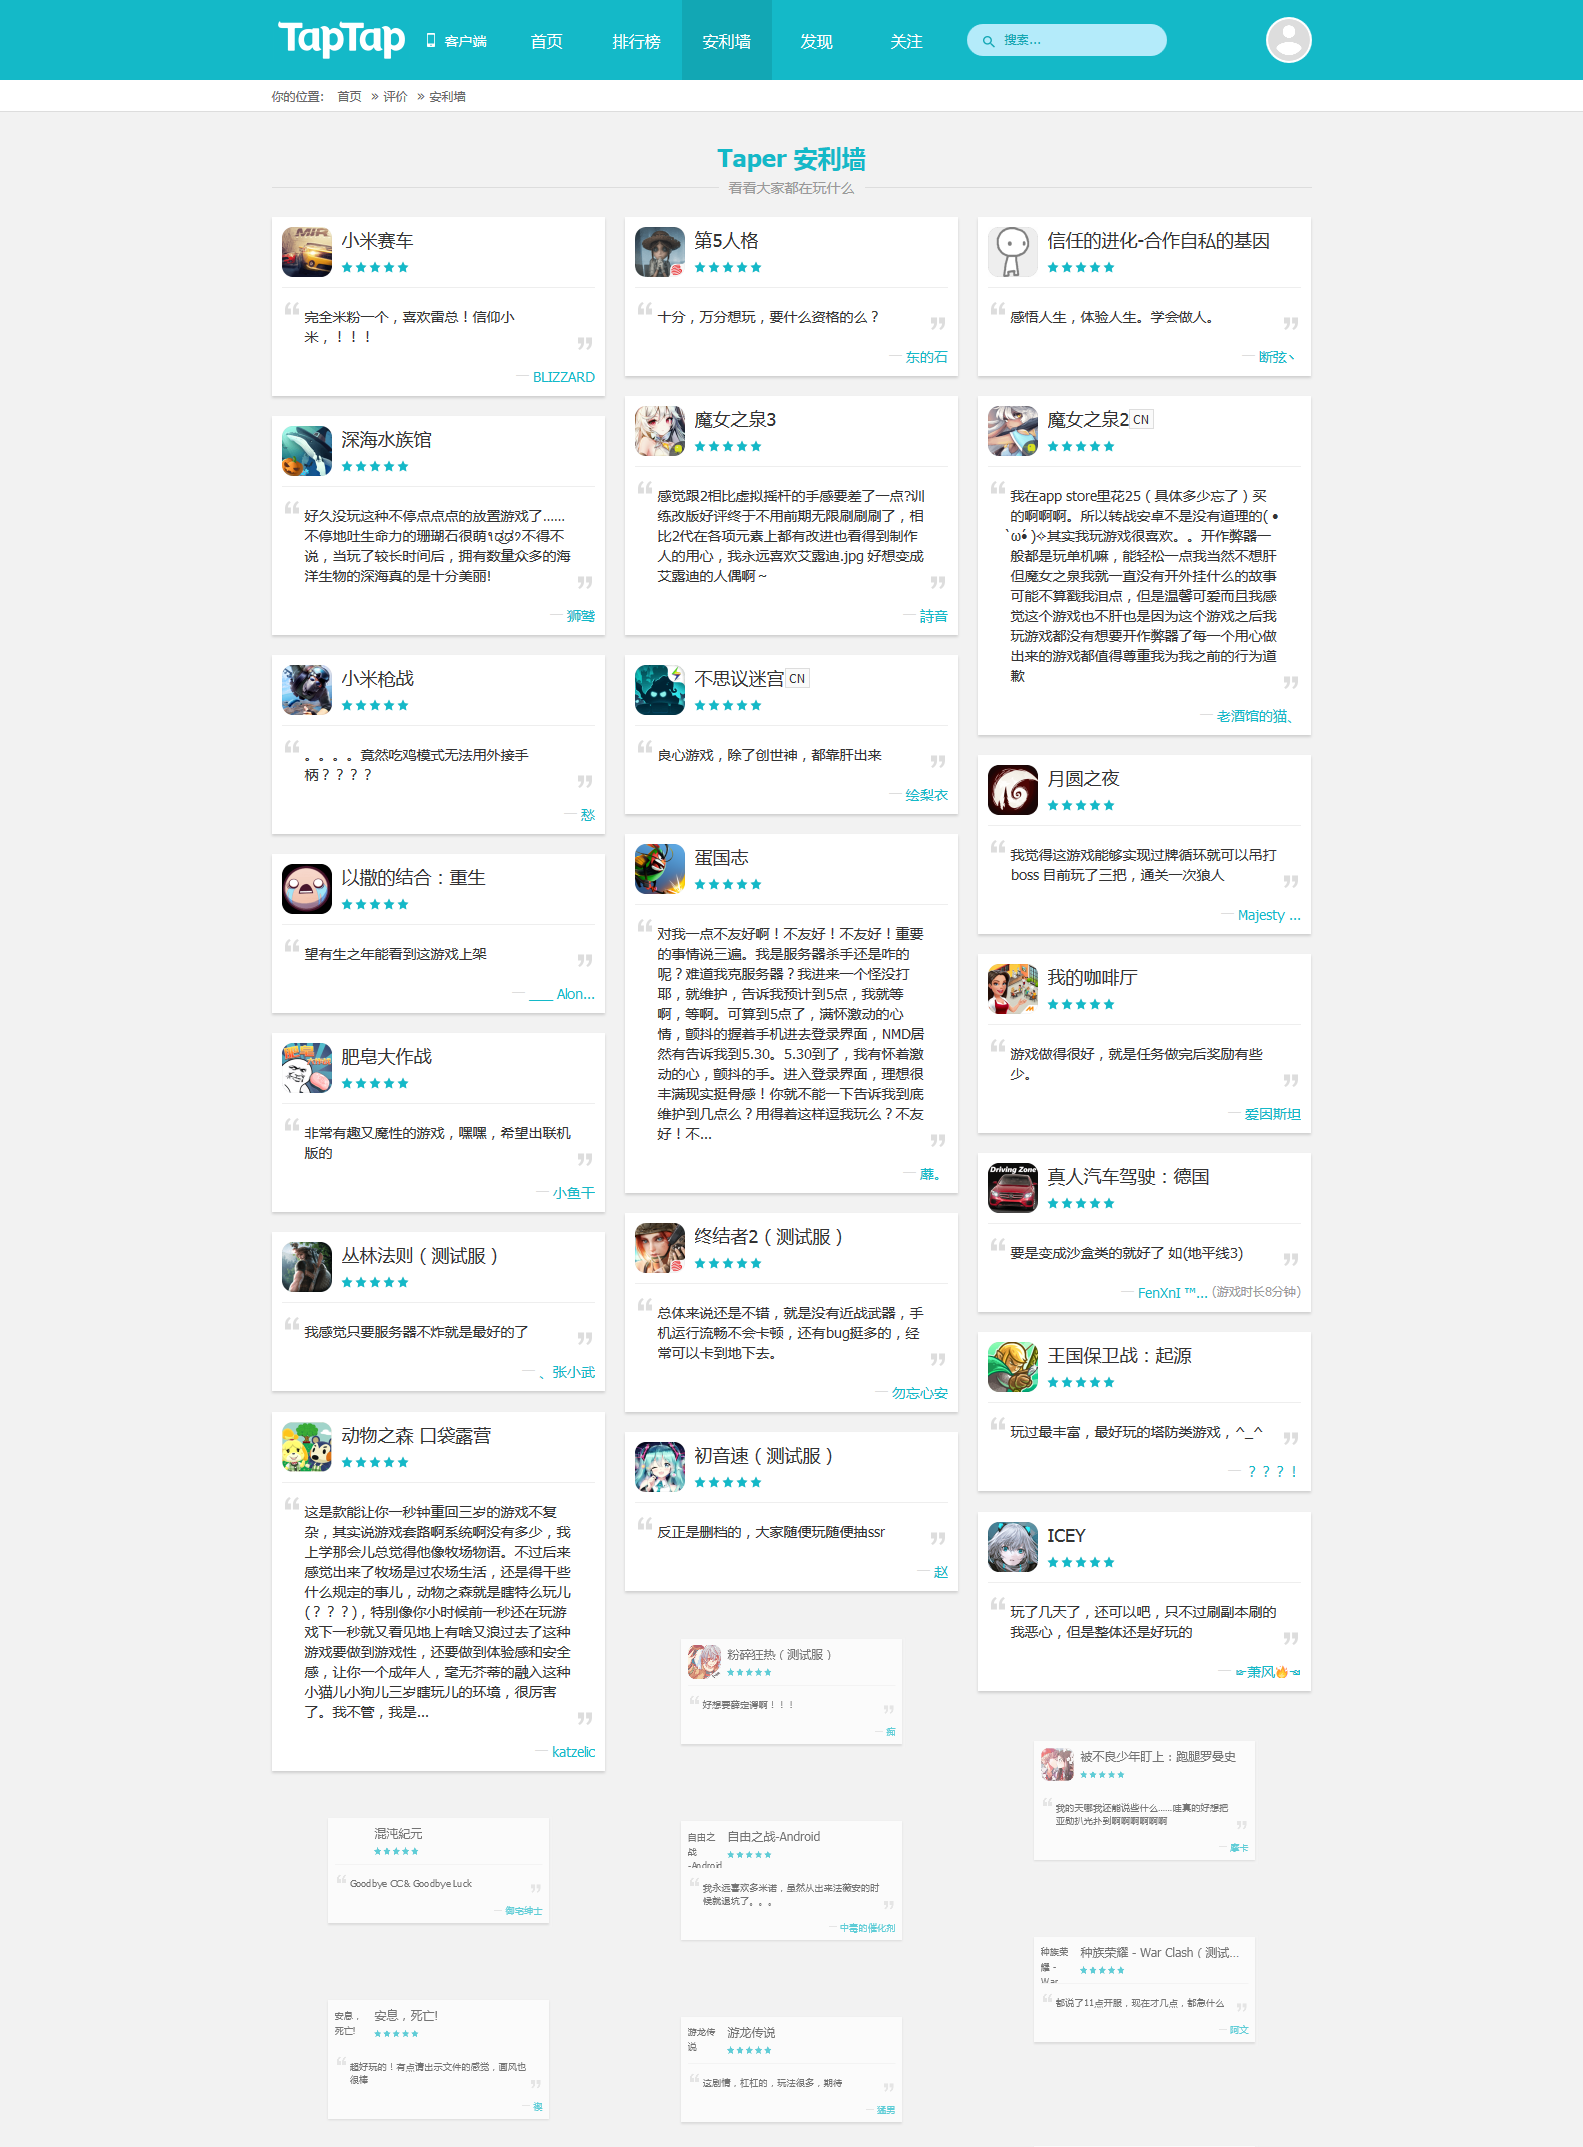 TapTap
客户端
首页
排行榜
安利墙
发现
关注
搜索...
你的位置: 首页 » 评价 » 安利墙
Taper 安利墙
看看大家都在玩什么
小米赛车
完全米粉一个，喜欢雷总！信仰小
米，！！！
— BLIZZARD
深海水族馆
好久没玩这种不停点点点的放置游戏了……
不停地吐生命力的珊瑚石很萌
不得不
说，当玩了较长时间后，拥有数量众多的海
洋生物的深海真的是十分美丽!
— 狮鹫
小米枪战
。。。。竟然吃鸡模式无法用外接手
柄？？？？
— 愁
以撒的结合：重生
望有生之年能看到这游戏上架
— ___ Alon...
肥皂大作战
非常有趣又魔性的游戏，嘿嘿，希望出联机
版的
— 小鱼干
丛林法则（测试服）
我感觉只要服务器不炸就是最好的了
— 、张小武
动物之森 口袋露营
这是款能让你一秒钟重回三岁的游戏不复
杂，其实说游戏套路啊系统啊没有多少，我
上学那会儿总觉得他像牧场物语。不过后来
感觉出来了牧场是过农场生活，还是得干些
什么规定的事儿，动物之森就是瞎特么玩儿
(？？？)，特别像你小时候前一秒还在玩游
戏下一秒就又看见地上有啥又浪过去了这种
游戏要做到游戏性，还要做到体验感和安全
感，让你一个成年人，毫无芥蒂的融入这种
小猫儿小狗儿三岁瞎玩儿的环境，很厉害
了。我不管，我是...
— katzelic
混沌紀元
Goodbye CC& Goodbye Luck
— 御宅绅士
安息，
死亡!
安息，死亡!
超好玩的！有点请出示文件的感觉，画风也
很棒
第5人格
十分，万分想玩，要什么资格的么？
— 东的石
魔女之泉3
感觉跟2相比虚拟摇杆的手感要差了一点?训
练改版好评终于不用前期无限刷刷刷了，相
比2代在各项元素上都有改进也看得到制作
人的用心，我永远喜欢艾露迪.jpg 好想变成
艾露迪的人偶啊～
— 詩音
不思议迷宫 CN
良心游戏，除了创世神，都靠肝出来
— 绘梨衣
蛋国志
对我一点不友好啊！不友好！不友好！重要
的事情说三遍。我是服务器杀手还是咋的
呢？难道我克服务器？我进来一个怪没打
耶，就维护，告诉我预计到5点，我就等
啊，等啊。可算到5点了，满怀激动的心
情，颤抖的握着手机进去登录界面，NMD居
然有告诉我到5.30。5.30到了，我有怀着激
动的心，颤抖的手。进入登录界面，理想很
丰满现实挺骨感！你就不能一下告诉我到底
维护到几点么？用得着这样逗我玩么？不友
好！不...
— 蘑。
终结者2（测试服）
总体来说还是不错，就是没有近战武器，手
机运行流畅不会卡顿，还有bug挺多的，经
常可以卡到地下去。
— 勿忘心安
初音速（测试服）
反正是删档的，大家随便玩随便抽ssr
— 赵
粉碎狂热（测试服）
好想要薛定谔啊！！！
— 痴
自由之
战
-Android
自由之战-Android
我永远喜欢多米诺，虽然从出来法薇安的时
候就退坑了。。。
— 中毒的催化剂
游龙传
说
游龙传说
这剧情，杠杠的，玩法很多，期待
— 猛男
信任的进化-合作自私的基因
感悟人生，体验人生。学会做人。
— 断弦丶
魔女之泉2 CN
我在app store里花25（具体多少忘了）买
的啊啊啊。所以转战安卓不是没有道理的( •
̀ω•́ )✧其实我玩游戏很喜欢。。开作弊器一
般都是玩单机嘛，能轻松一点我当然不想肝
但魔女之泉我就一直没有开外挂什么的故事
可能不算戳我泪点，但是温馨可爱而且我感
觉这个游戏也不肝也是因为这个游戏之后我
玩游戏都没有想要开作弊器了每一个用心做
出来的游戏都值得尊重我为我之前的行为道
歉
— 老酒馆的猫、
月圆之夜
我觉得这游戏能够实现过牌循环就可以吊打
boss 目前玩了三把，通关一次狼人
— Majesty ...
我的咖啡厅
游戏做得很好，就是任务做完后奖励有些
少。
— 爱因斯坦
Driving Zone
真人汽车驾驶：德国
要是变成沙盒类的就好了 如(地平线3)
— FenXnI ™... (游戏时长8分钟)
王国保卫战：起源
玩过最丰富，最好玩的塔防类游戏，^_^
— ？？？！
ICEY
玩了几天了，还可以吧，只不过刷副本刷的
我恶心，但是整体还是好玩的
— 萧风🔥
被不良少年盯上：跑腿罗曼史
我的天哪我还能说些什么......哇真的好想把
亚勋扒光扑到啊啊啊啊啊啊
— 摩卡
种族荣
耀 -
War
种族荣耀 - War Clash（测试...
都说了11点开服，现在才几点，都急什么
— 阿文